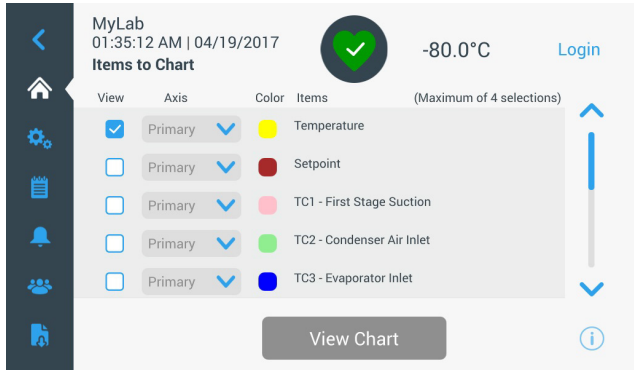 MyLab
01:35:12 AM | 04/19/2017
Items to Chart
-80.0°C
Login
View Axis Color Items (Maximum of 4 selections)
Primary Temperature
Primary Setpoint
Primary TC1 - First Stage Suction
Primary TC2 - Condenser Air Inlet
Primary TC3 - Evaporator Inlet
View Chart
i